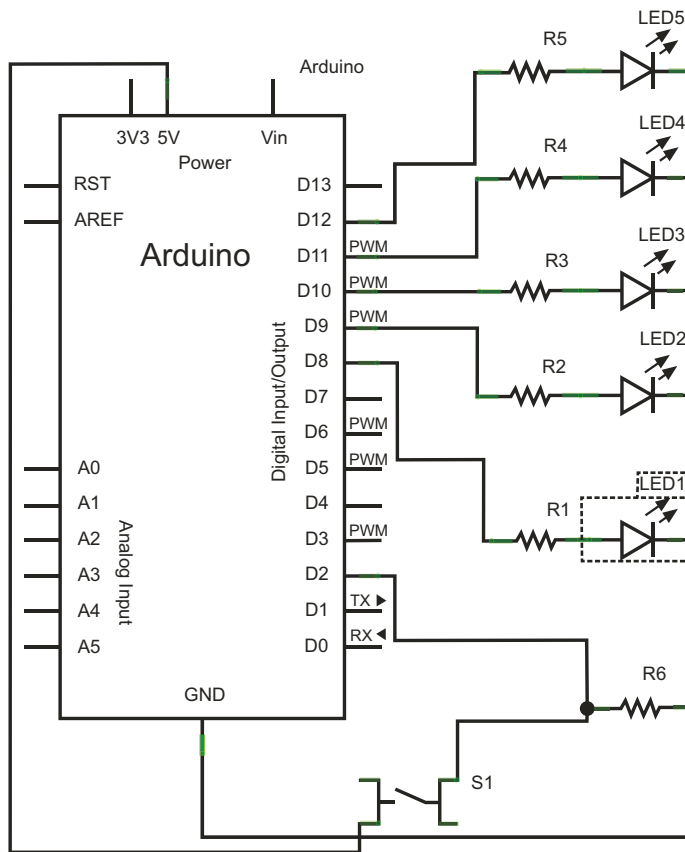 LED5
R5
Arduino
3V3 5V
Vin
Power
LED4
R4
RST
D13
AREF
D12
Arduino
D11
PWM
LED3
R3
D10
PWM
D9
PWM
LED2
R2
D8
Digital Input/Output
D7
D6
PWM
A0
D5
PWM
LED1
R1
A1
D4
A2
D3
PWM
Analog Input
A3
D2
A4
D1
TX
A5
D0
RX
R6
GND
S1